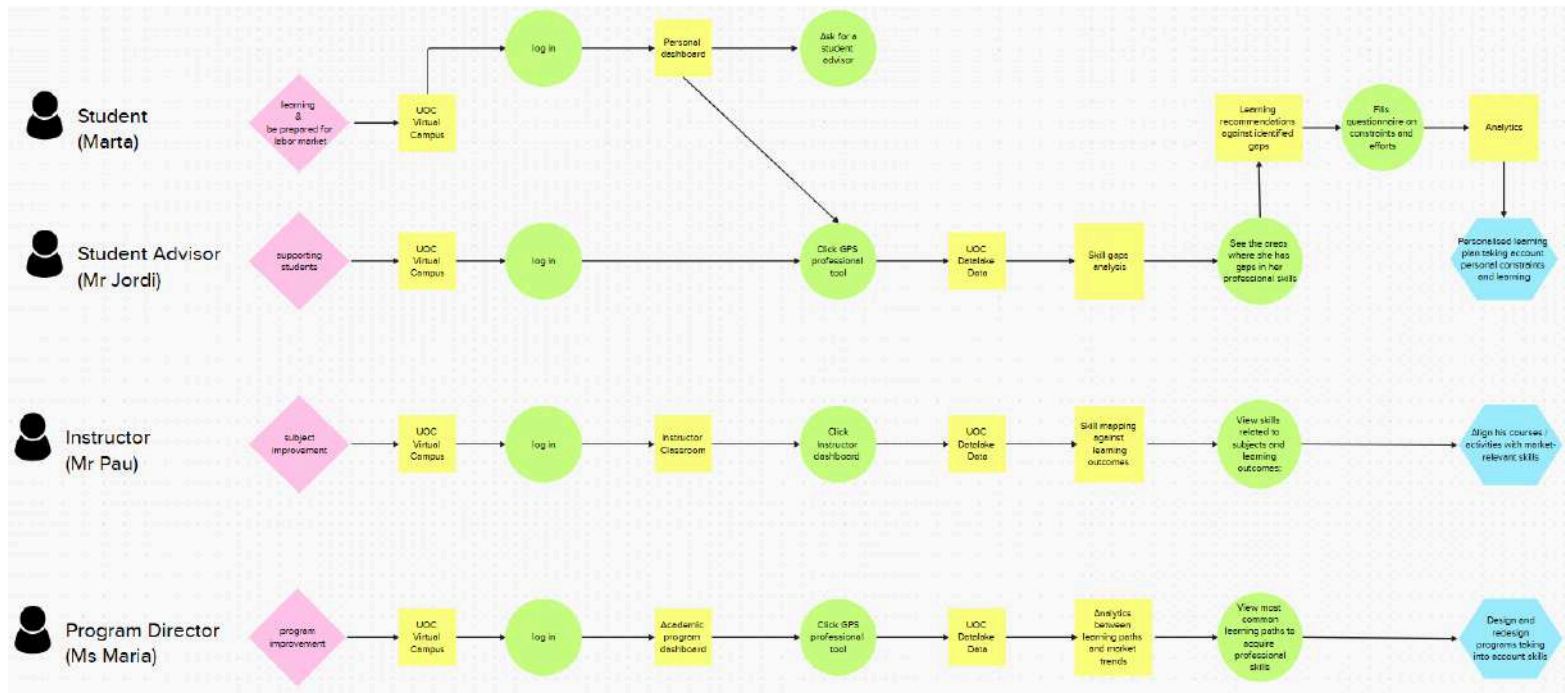 Student
(Marta)
learning
&
be prepared for
labor market
UOC
Virtual
Campus
log in
Personal
dashboard
Ask for a
student
advisor
Learning
recommendations
against identified
gaps
Fills
questionnaire on
constraints and
efforts
Analytics
Student Advisor
(Mr Jordi)
supporting
students
UOC
Virtual
Campus
log in
Click GPS
professional
tool
UOC
Datalake
Data
Skill gaps
analysis
See the areas
where she has
gaps in her
professional skills
Personalised learning
plan taking account
personal constraints
and learning
Instructor
(Mr Pau)
subject
improvement
UOC
Virtual
Campus
log in
Instructor
Classroom
Click
Instructor
dashboard
UOC
Datalake
Data
Skill mapping
against
learning
outcomes
View skills
related to
subjects and
learning
outcomes;
Align his courses /
activities with market-
relevant skills
Program Director
(Ms Maria)
program
improvement
UOC
Virtual
Campus
log in
Academic
program
dashboard
Click GPS
professional
tool
UOC
Datalake
Data
Analytics
between
learning paths
and market
trends
View most
common
learning paths to
acquire
professional
skills
Design and
redesign
programs taking
into account skills